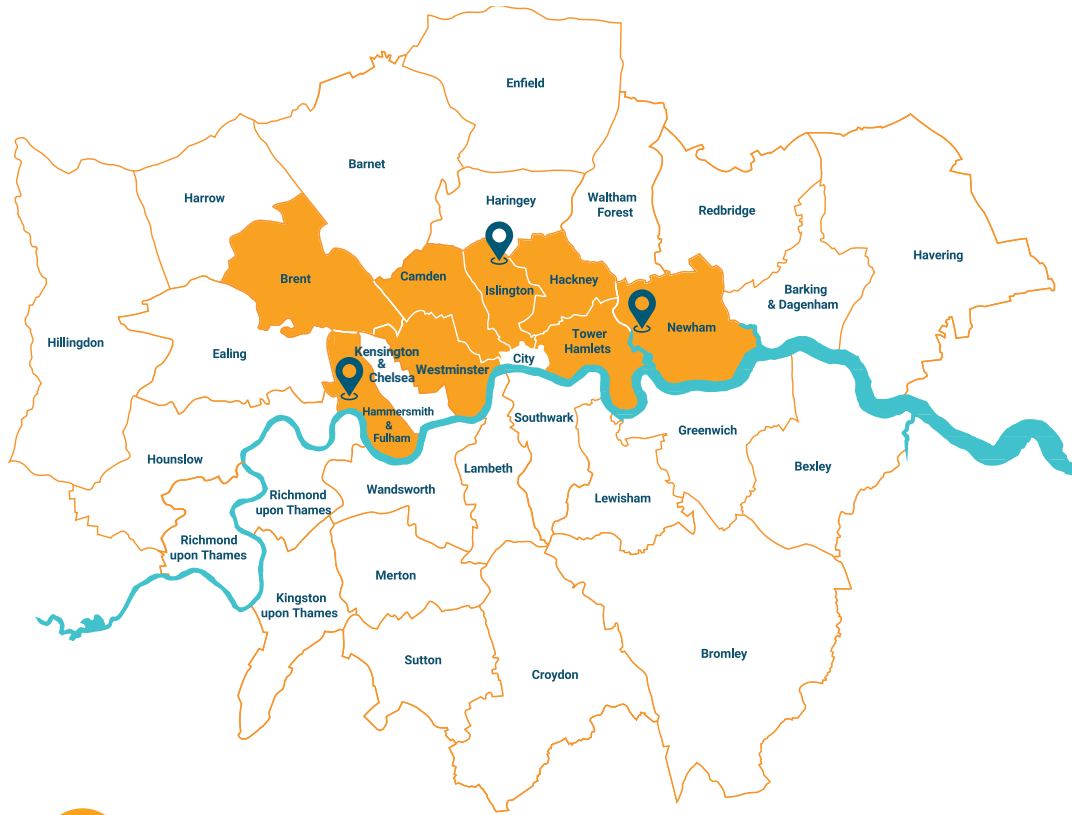 Enfield
Barnet
Harrow
Haringey
Waltham
Forest
Redbridge
Havering
Brent
Camden
Islington
Hackney
Barking
& Dagenham
Hillingdon
Ealing
Kensington
&
Chelsea
Westminster
City
Tower
Hamlets
Newham
Hammersmith
&
Fulham
Southwark
Greenwich
Hounslow
Lambeth
Bexley
Wandsworth
Lewisham
Richmond
upon Thames
Richmond
upon Thames
Merton
Kingston
upon Thames
Sutton
Croydon
Bromley